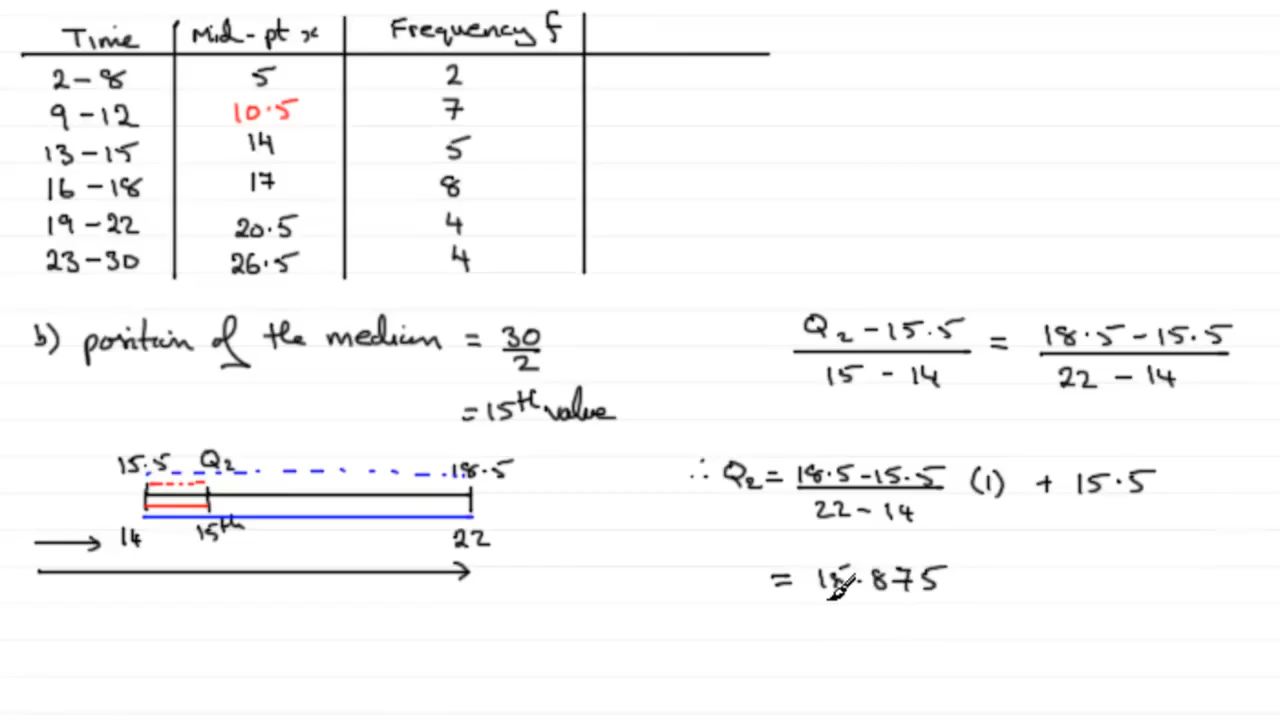 Time Mid-pt x Frequency f
2-8 5 2
9-12 10.5 7
13-15 14 5
16-18 17 8
19-22 20.5 4
23-30 26.5 4
b) position of the median = 30/2
= 15th value
15.5 Q2 18.5
14 15th 22
(Q2 - 15.5)/(15 - 14) = (18.5 - 15.5)/(22 - 14)
∴ Q2 = (18.5 - 15.5)/(22 - 14) (1) + 15.5
= 15.875